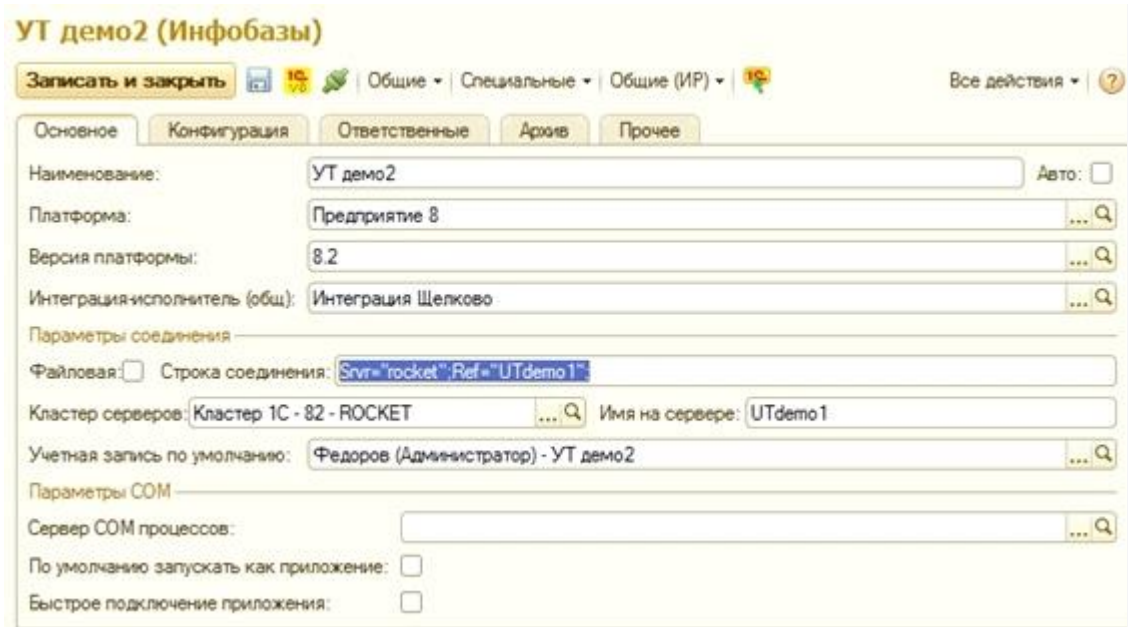 УТ демо2 (Инфобазы)
Записать и закрыть Общие Специальные Общие (ИР) Все действия ?
Основное Конфигурация Ответственные Архив Прочее
Наименование: УТ демо2 Авто:
Платформа: Предприятие 8 ...
Версия платформы: 8.2 ...
Интеграция-исполнитель (общ): Интеграция Щелково ...
Параметры соединения
Файловая: Строка соединения: Srvr="rocket";Ref="UTdemo1";
Кластер серверов: Кластер 1С - 82 - ROCKET ... Имя на сервере: UTdemo1
Учетная запись по умолчанию: Федоров (Администратор) - УТ демо2 ...
Параметры COM
Сервер COM процессов: ...
По умолчанию запускать как приложение:
Быстрое подключение приложения: